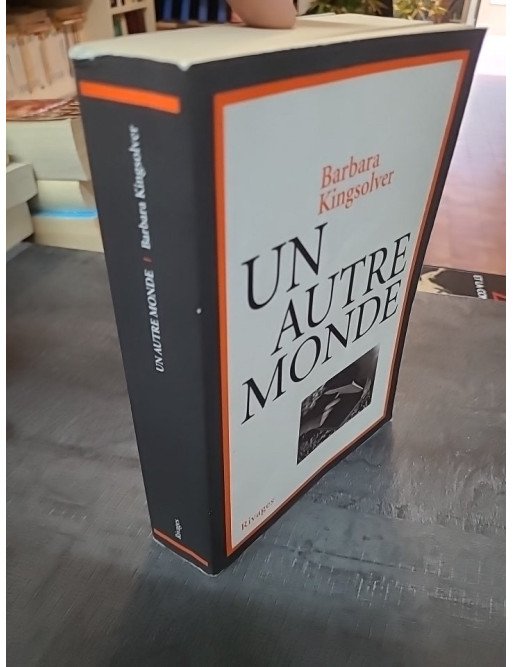 Barbara
Kingsolver
UN
AUTRE
MONDE
Rivages
UN AUTRE MONDE | Barbara Kingsolver
Rivages